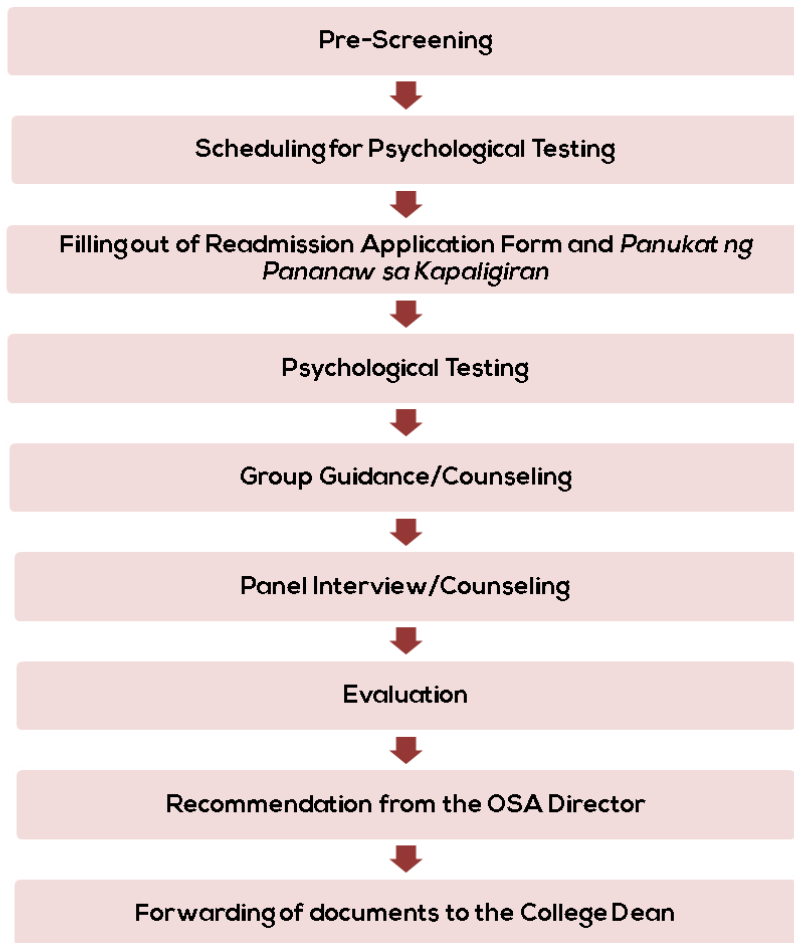 Pre-Screening
Scheduling for Psychological Testing
Filling out of Readmission Application Form and Panukat ng
Pananaw sa Kapaligiran
Psychological Testing
Group Guidance/Counseling
Panel Interview/Counseling
Evaluation
Recommendation from the OSA Director
Forwarding of documents to the College Dean